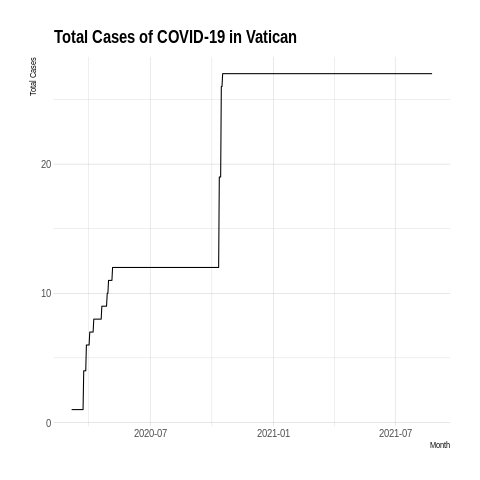 Total Cases of COVID-19 in Vatican
Total Cases
20
10
0
2020-07
2021-01
2021-07
Month